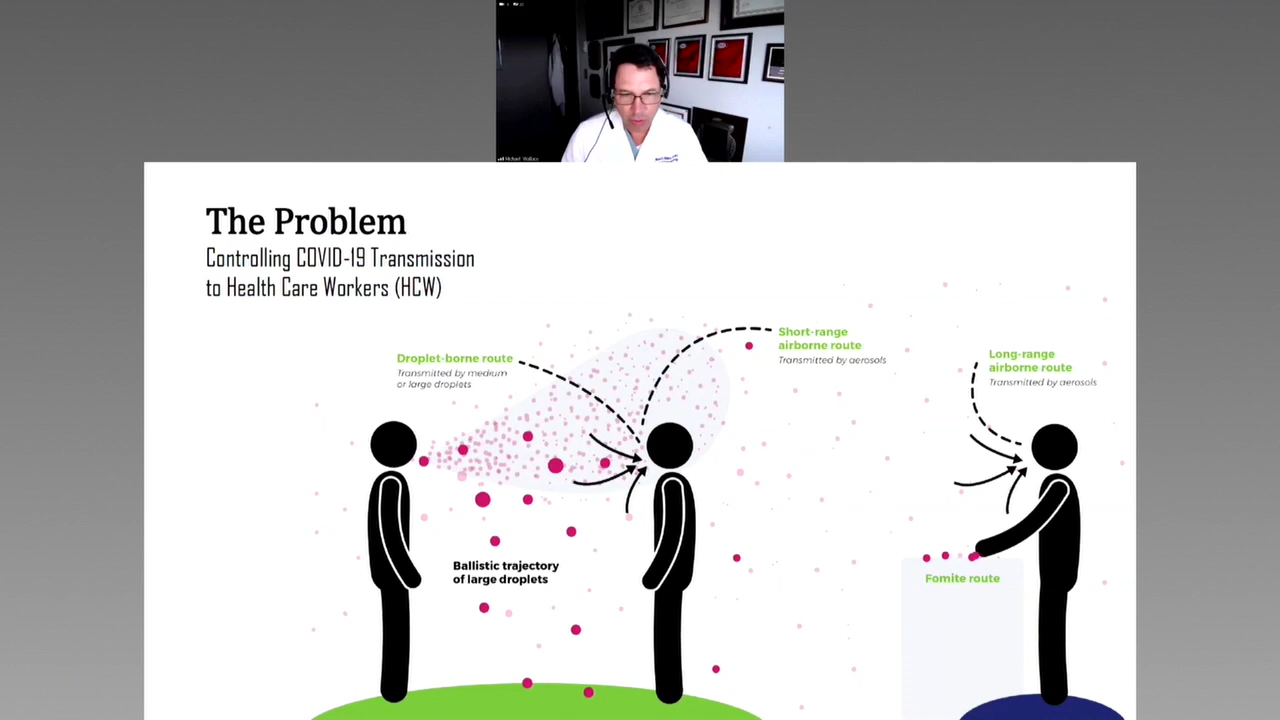 Michael Wallace
The Problem
Controlling COVID-19 Transmission
to Health Care Workers (HCW)
Short-range
airborne route
Transmitted by aerosols
Droplet-borne route
Transmitted by medium
or large droplets
Long-range
airborne route
Transmitted by aerosols
Ballistic trajectory
of large droplets
Fomite route